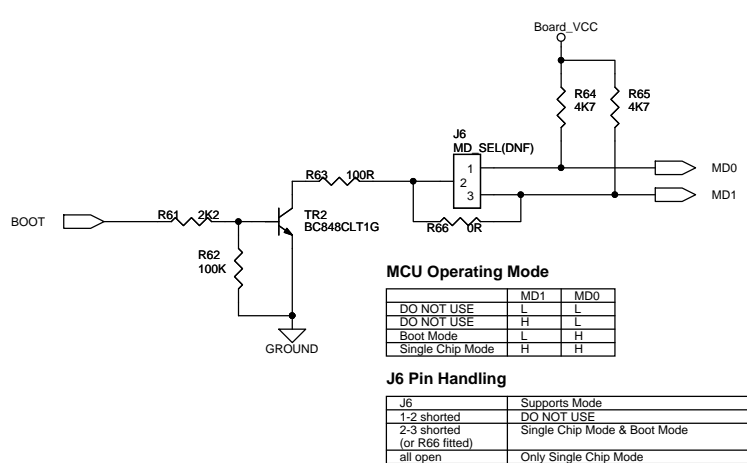 Board_VCC
R64
4K7
R65
4K7
J6
MD_SEL(DNF)
1
2
3
MD0
MD1
R63 100R
R66 0R
BOOT
R61 2K2
TR2
BC848CLT1G
R62
100K
GROUND
MCU Operating Mode
MD1 MD0
DO NOT USE L L
DO NOT USE H L
Boot Mode L H
Single Chip Mode H H
J6 Pin Handling
J6 Supports Mode
1-2 shorted DO NOT USE
2-3 shorted Single Chip Mode & Boot Mode
(or R66 fitted)
all open Only Single Chip Mode